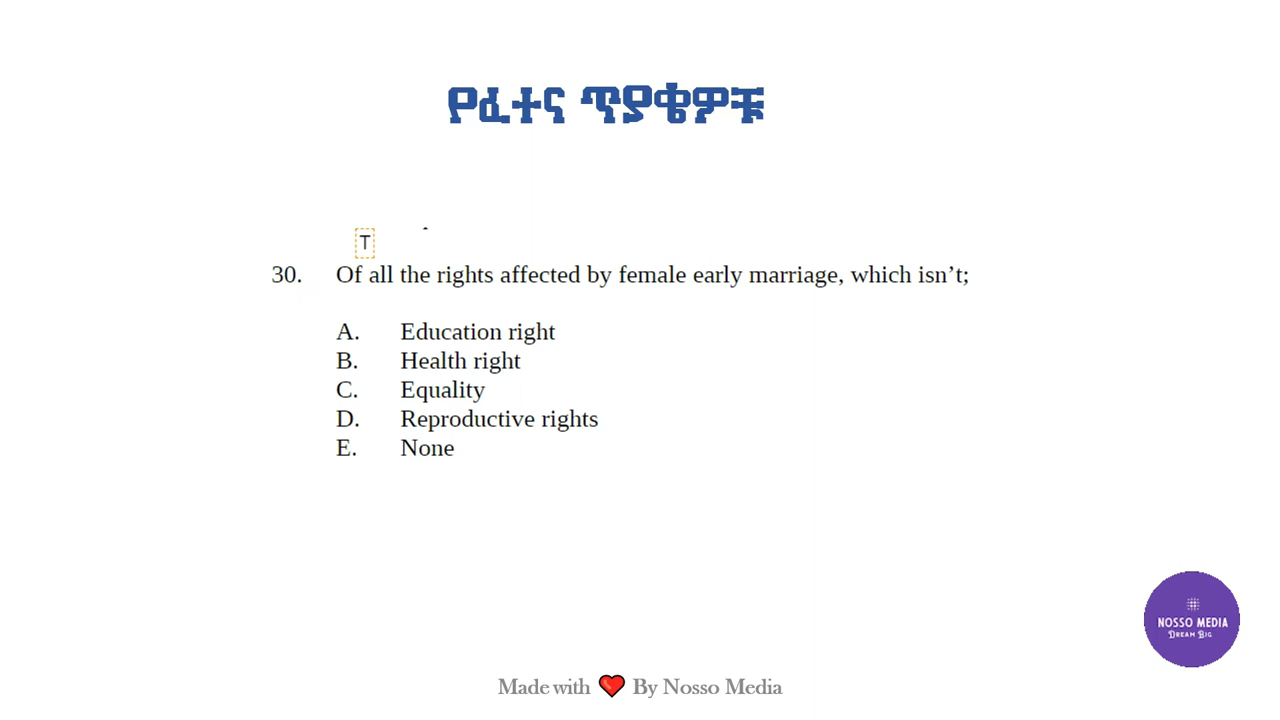 የፈተና ጥያቄዎቹ
T
30. Of all the rights affected by female early marriage, which isn’t;
A. Education right
B. Health right
C. Equality
D. Reproductive rights
E. None
NOSSO MEDIA
DREAM BIG
Made with ❤️ By Nosso Media